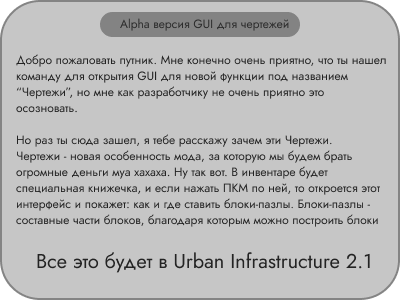 Alpha версия GUI для чертежей
Добро пожаловать путник. Мне конечно очень приятно, что ты нашел
команду для открытия GUI для новой функции под названием
“Чертежи”, но мне как разработчику не очень приятно это
осозновать.
Но раз ты сюда зашел, я тебе расскажу зачем эти Чертежи.
Чертежи - новая особенность мода, за которую мы будем брать
огромные деньги муа хахаха. Ну так вот. В инвентаре будет
специальная книжечка, и если нажать ПКМ по ней, то откроется этот
интерфейс и покажет: как и где ставить блоки-пазлы. Блоки-пазлы -
составные части блоков, благодаря которым можно построить блоки
Все это будет в Urban Infrastructure 2.1